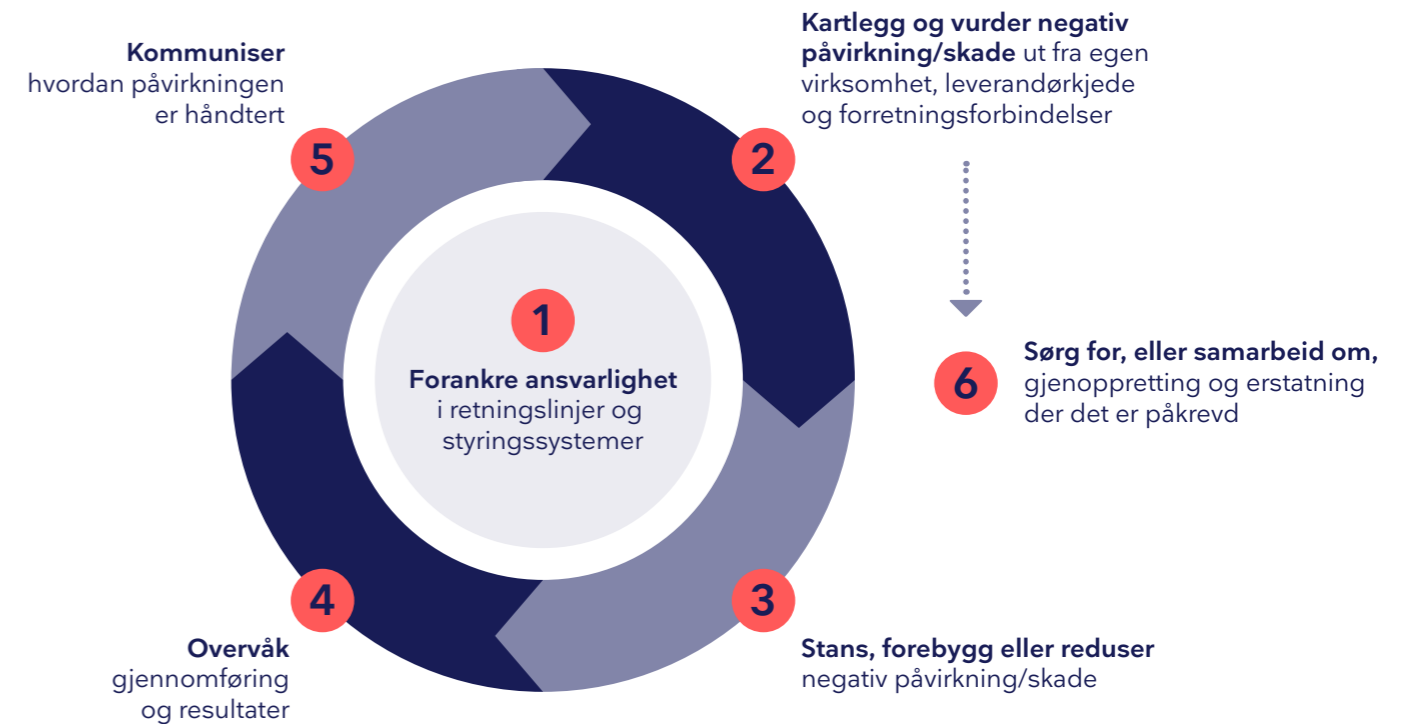 1
Forankre ansvarlighet
i retningslinjer og
styringssystemer
2
Kartlegg og vurder negativ
påvirkning/skade ut fra egen
virksomhet, leverandørkjede
og forretningsforbindelser
3
Stans, forebygg eller reduser
negativ påvirkning/skade
4
Overvåk
gjennomføring
og resultater
5
Kommuniser
hvordan påvirkningen
er håndtert
6
Sørg for, eller samarbeid om,
gjenoppretting og erstatning
der det er påkrevd